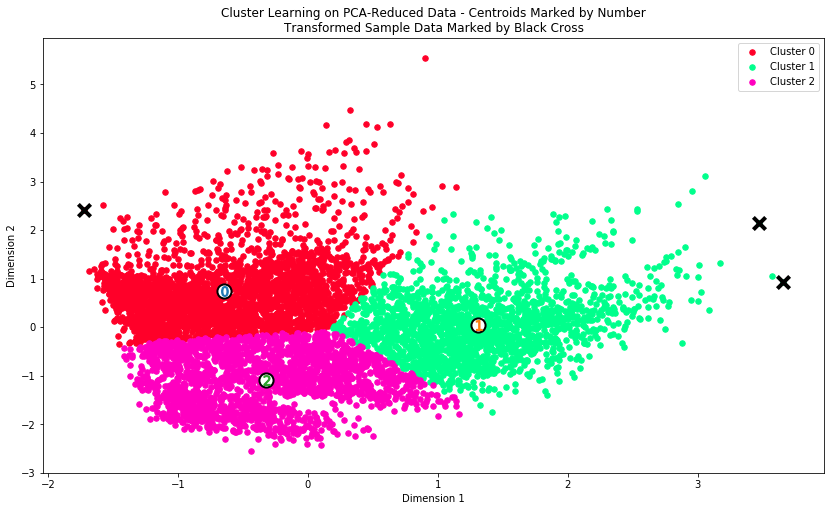 Cluster Learning on PCA-Reduced Data - Centroids Marked by Number
Transformed Sample Data Marked by Black Cross
Cluster 0
Cluster 1
Cluster 2
5
4
3
2
1
0
−1
−2
−3
Dimension 2
0
1
2
−2
−1
0
1
2
3
Dimension 1